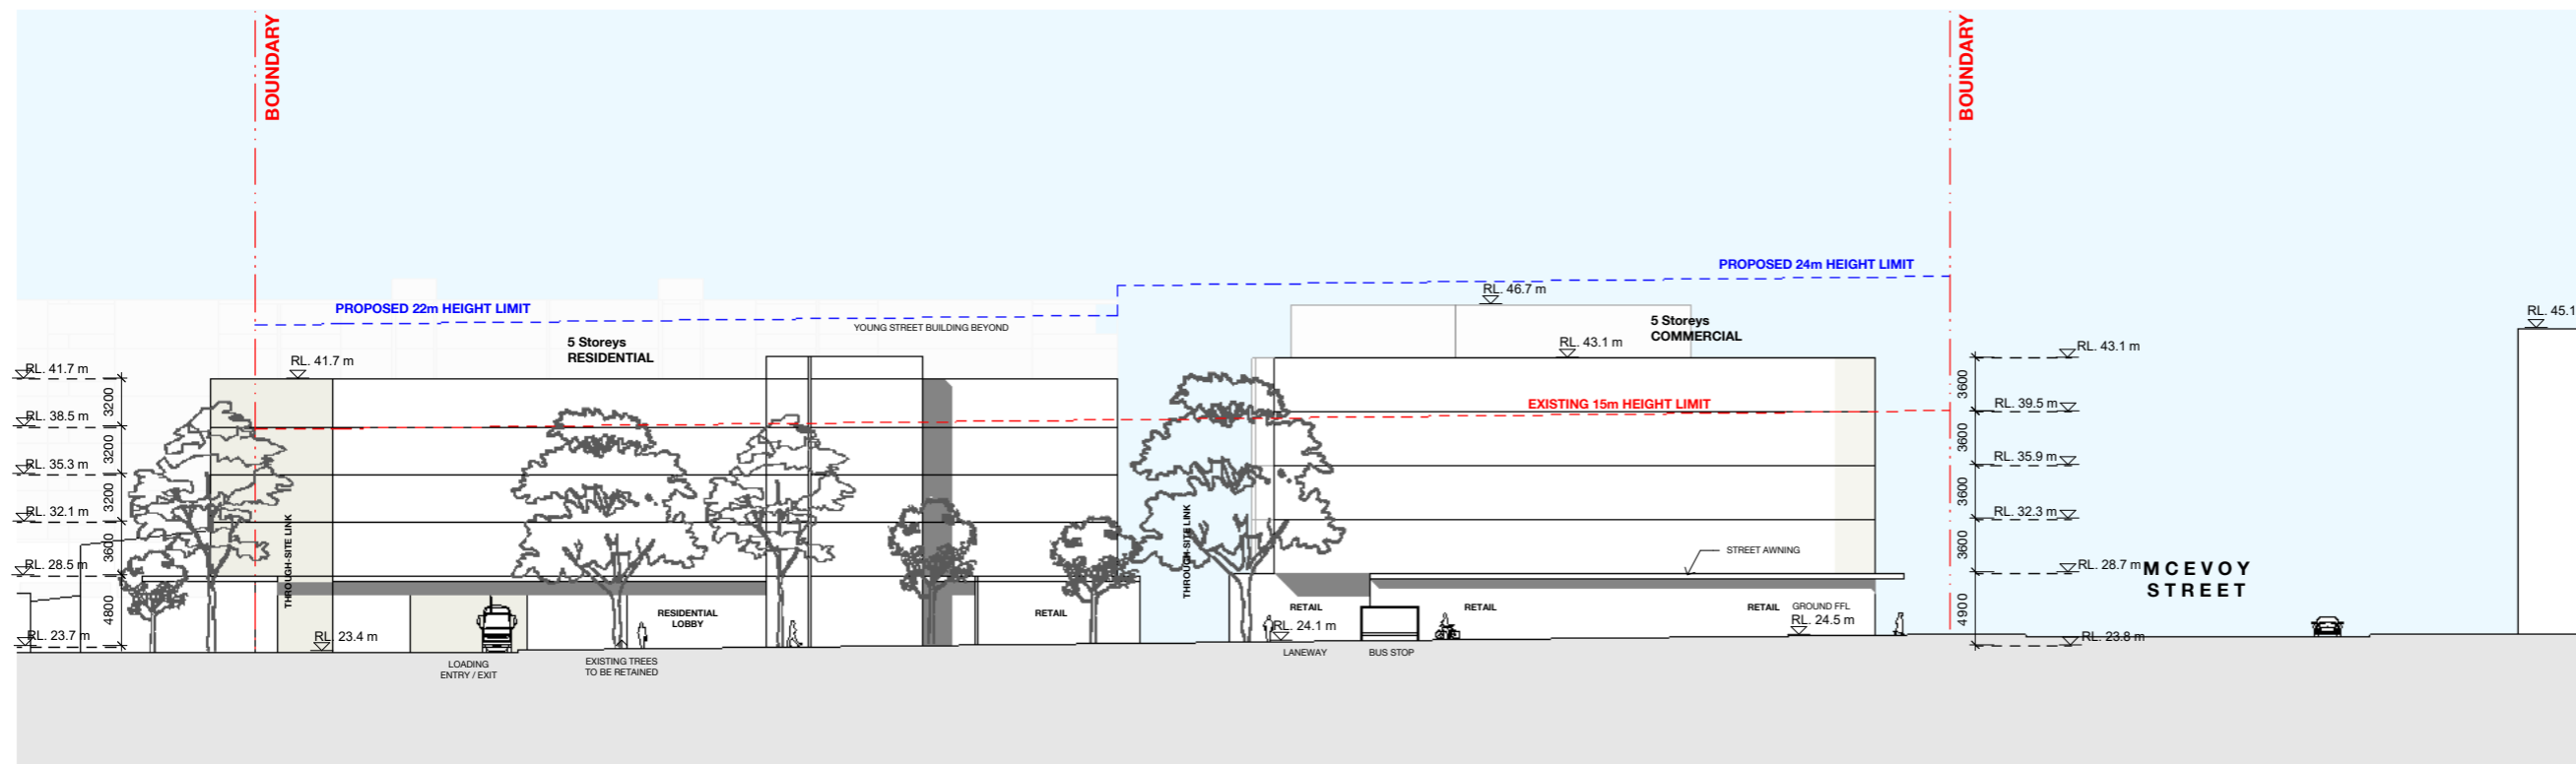 BOUNDARY
BOUNDARY
PROPOSED 24m HEIGHT LIMIT
RL. 46.7 m
PROPOSED 22m HEIGHT LIMIT
YOUNG STREET BUILDING BEYOND
5 Storeys
RESIDENTIAL
5 Storeys
COMMERCIAL
RL. 45.1
RL. 41.7 m
RL. 41.7 m
RL. 43.1 m
RL. 43.1 m
3200
3600
EXISTING 15m HEIGHT LIMIT
RL. 38.5 m
RL. 39.5 m
3200
3600
RL. 35.3 m
RL. 35.9 m
3200
3600
RL. 32.1 m
RL. 32.3 m
3600
3600
THROUGH-SITE LINK
THROUGH-SITE LINK
STREET AWNING
RL. 28.5 m
RL. 28.7 m
MCEVOY
STREET
4800
4900
RESIDENTIAL
LOBBY
RETAIL
RETAIL
RETAIL
RETAIL
GROUND FFL
RL. 24.5 m
RL. 23.7 m
RL. 23.4 m
RL. 24.1 m
RL. 23.8 m
LOADING
ENTRY / EXIT
EXISTING TREES
TO BE RETAINED
LANEWAY
BUS STOP